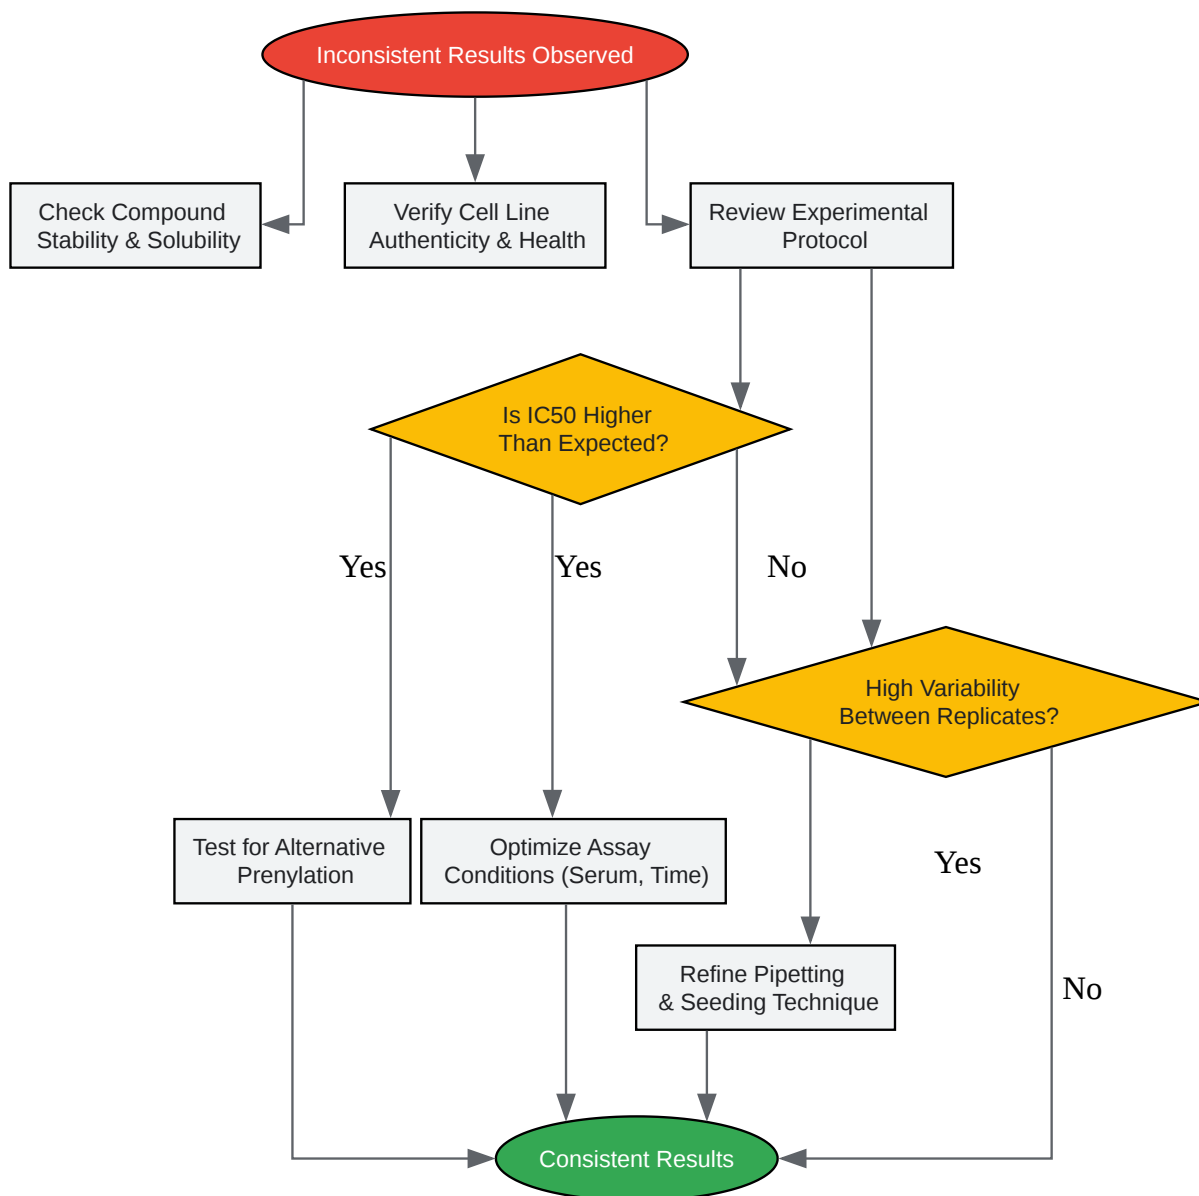 Inconsistent Results Observed
Check Compound
Stability & Solubility
Verify Cell Line
Authenticity & Health
Review Experimental
Protocol
Is IC50 Higher
Than Expected?
Yes
Yes
No
High Variability
Between Replicates?
Test for Alternative
Prenylation
Optimize Assay
Conditions (Serum, Time)
Yes
Refine Pipetting
& Seeding Technique
No
Consistent Results